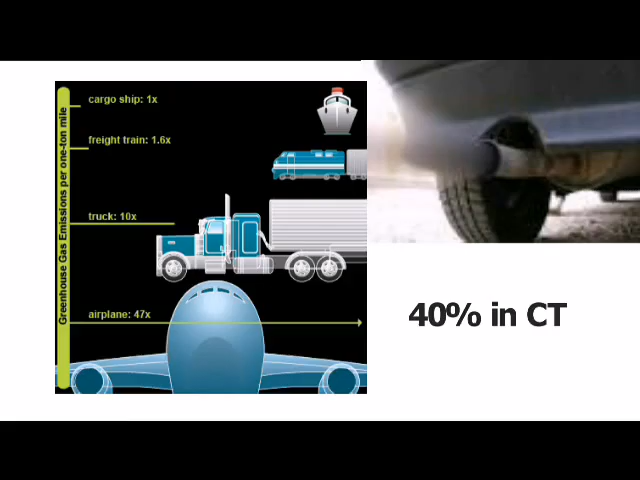 Greenhouse Gas Emissions per one-ton mile
cargo ship: 1x
freight train: 1.6x
truck: 10x
airplane: 47x
40% in CT